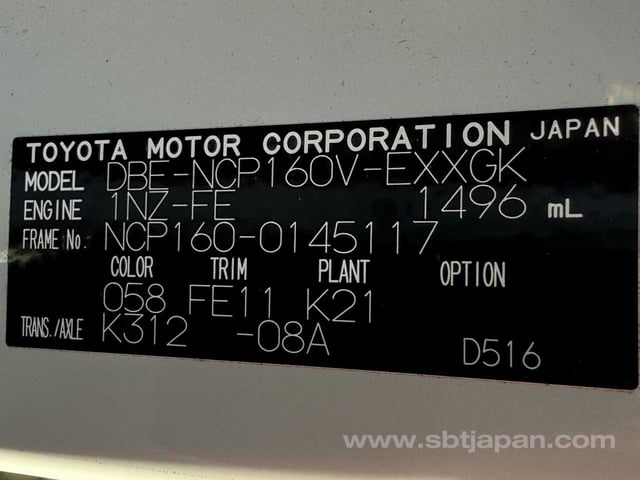 TOYOTA MOTOR CORPORATION JAPAN
MODEL DBE-NCP160V-EXXGK
ENGINE 1NZ-FE 1496 mL
FRAME No. NCP160-0145117
COLOR TRIM PLANT OPTION
058 FE11 K21
TRANS./AXLE K312 -08A
D516
www.sbtjapan.com